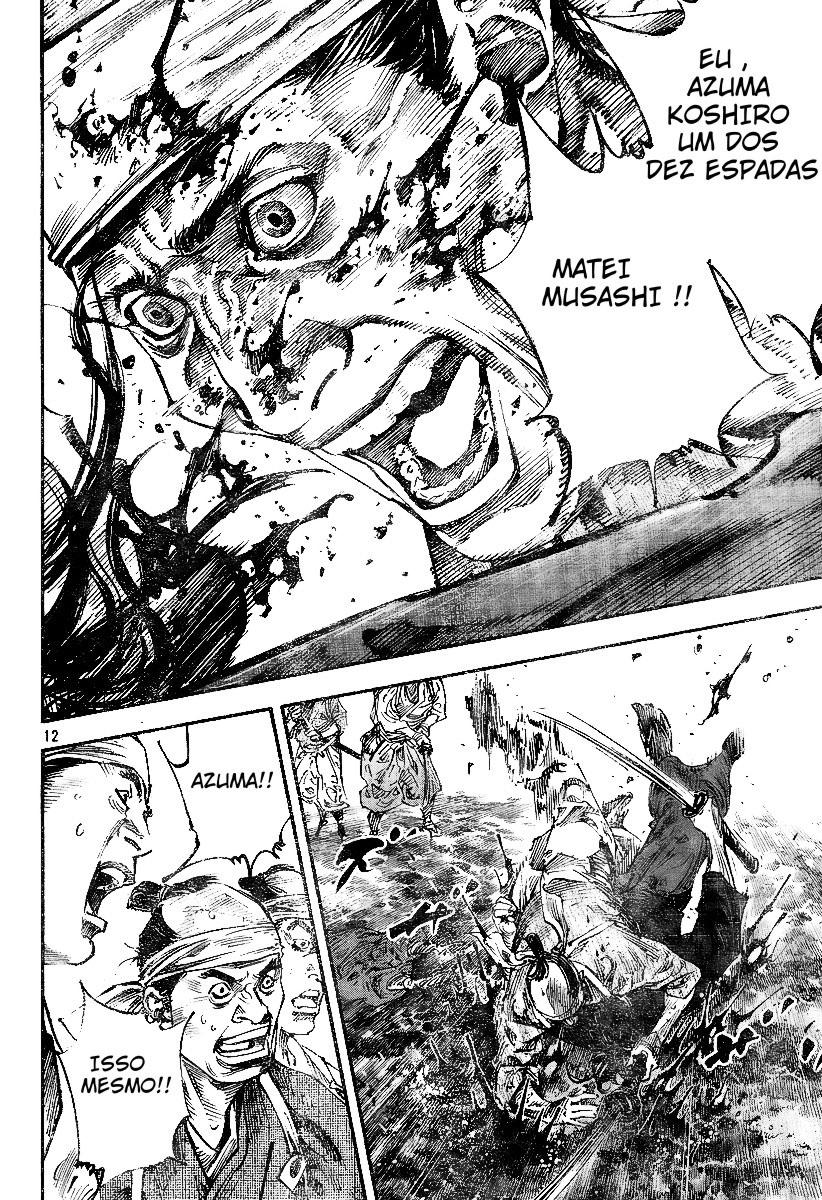 EU ,
AZUMA
KOSHIRO
UM DOS
DEZ ESPADAS
MATEI
MUSASHI !!
12
AZUMA!!
ISSO
MESMO!!